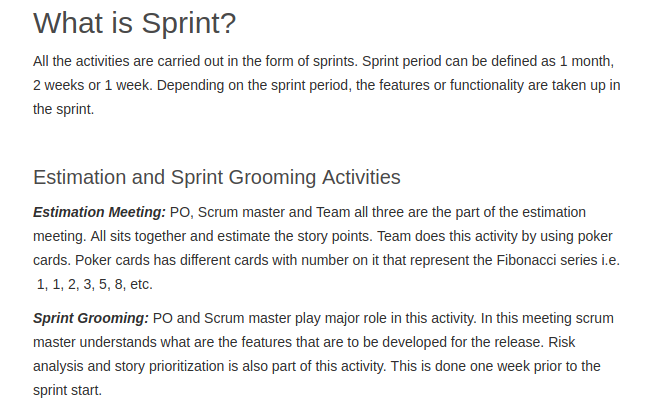 What is Sprint?
All the activities are carried out in the form of sprints. Sprint period can be defined as 1 month,
2 weeks or 1 week. Depending on the sprint period, the features or functionality are taken up in
the sprint.
Estimation and Sprint Grooming Activities
Estimation Meeting: PO, Scrum master and Team all three are the part of the estimation
meeting. All sits together and estimate the story points. Team does this activity by using poker
cards. Poker cards has different cards with number on it that represent the Fibonacci series i.e.
1, 1, 2, 3, 5, 8, etc.
Sprint Grooming: PO and Scrum master play major role in this activity. In this meeting scrum
master understands what are the features that are to be developed for the release. Risk
analysis and story prioritization is also part of this activity. This is done one week prior to the
sprint start.